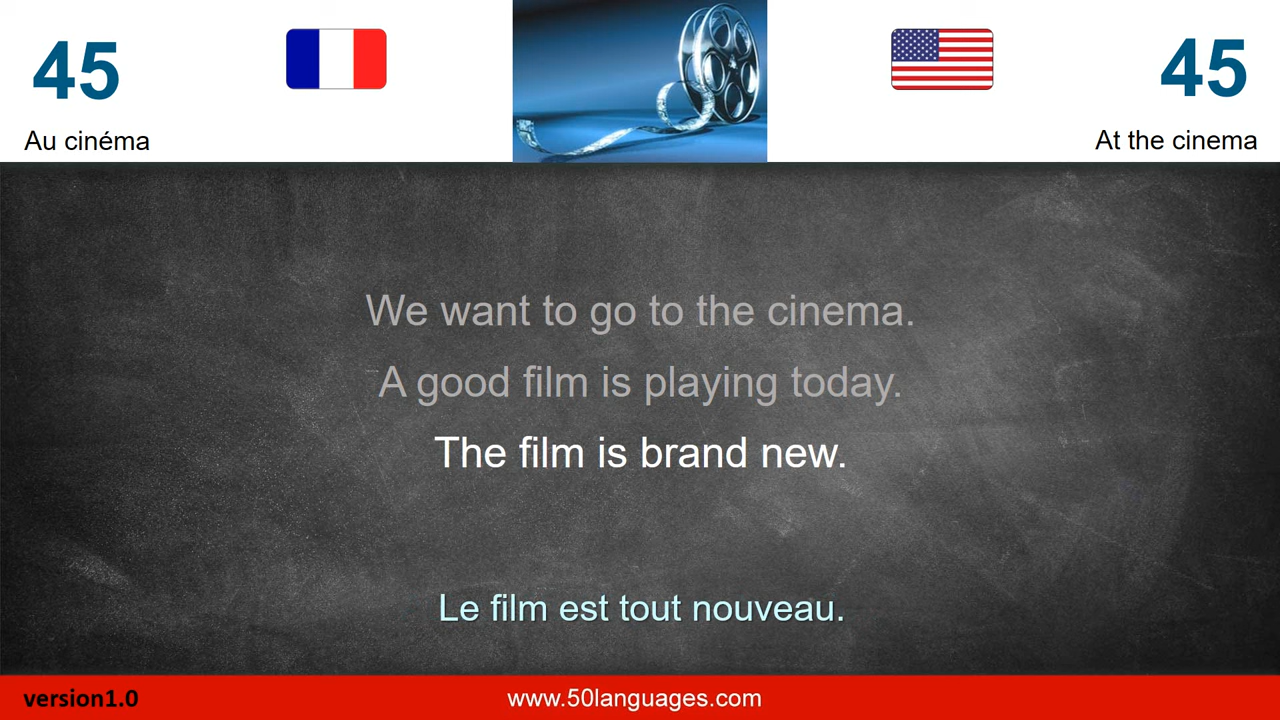 45
45
Au cinéma
At the cinema
We want to go to the cinema.
A good film is playing today.
The film is brand new.
Le film est tout nouveau.
version1.0
www.50languages.com